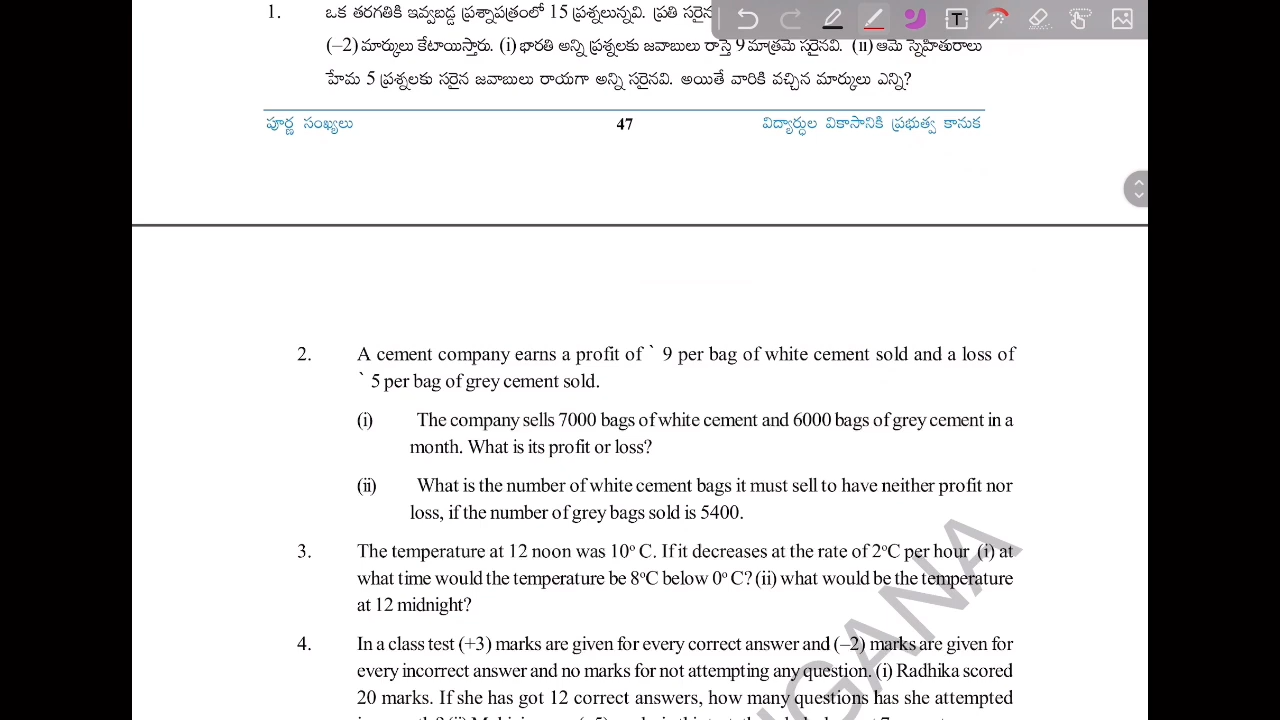 1. ఒక తరగతికి ఇవ్వబడ్డ ప్రశ్నాపత్రంలో 15 ప్రశ్నలున్నవి. ప్రతి
(–2) మార్కులు కేటాయిస్తారు. (i) భారతి అన్ని ప్రశ్నలకు జవాబులు రాస్తే 9 మాత్రమె సరైనవి. (ii) ఆమె స్నెహితురాలు
హేమ 5 ప్రశ్నలకు సరైన జవాబులు రాయగా అన్ని సరైనవి. అయితే వారికి వచ్చిన మార్కులు ఎన్ని?
పూర్ణ సంఖ్యలు 47 విద్యార్థుల వికాసానికి ప్రభుత్వ కానుక
2. A cement company earns a profit of ` 9 per bag of white cement sold and a loss of
` 5 per bag of grey cement sold.
(i) The company sells 7000 bags of white cement and 6000 bags of grey cement in a
month. What is its profit or loss?
(ii) What is the number of white cement bags it must sell to have neither profit nor
loss, if the number of grey bags sold is 5400.
3. The temperature at 12 noon was 10° C. If it decreases at the rate of 2°C per hour (i) at
what time would the temperature be 8°C below 0° C? (ii) what would be the temperature
at 12 midnight?
4. In a class test (+3) marks are given for every correct answer and (–2) marks are given for
every incorrect answer and no marks for not attempting any question. (i) Radhika scored
20 marks. If she has got 12 correct answers, how many questions has she attempted